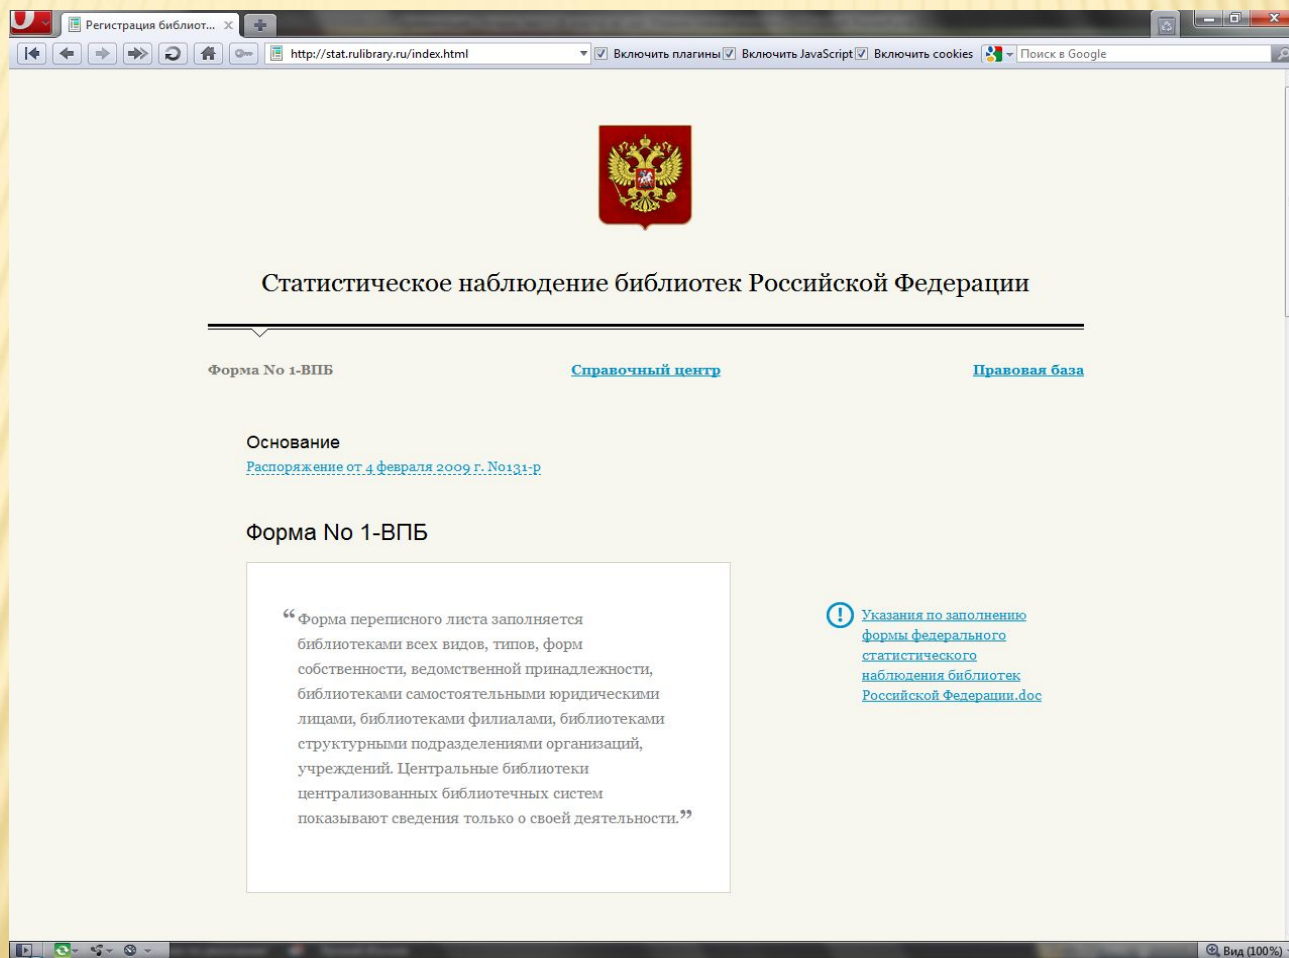 Регистрация библиот...
http://stat.rulibrary.ru/index.html
Включить плагины Включить JavaScript Включить cookies Поиск в Google
Статистическое наблюдение библиотек Российской Федерации
Форма No 1-ВПБ Справочный центр Правовая база
Основание
Распоряжение от 4 февраля 2009 г. No131-р
Форма No 1-ВПБ
“ Форма переписного листа заполняется
библиотеками всех видов, типов, форм
собственности, ведомственной принадлежности,
библиотеками самостоятельными юридическими
лицами, библиотеками филиалами, библиотеками
структурными подразделениями организаций,
учреждений. Центральные библиотеки
централизованных библиотечных систем
показывают сведения только о своей деятельности.”
Указания по заполнению
формы федерального
статистического
наблюдения библиотек
Российской Федерации.doc
Вид (100%)